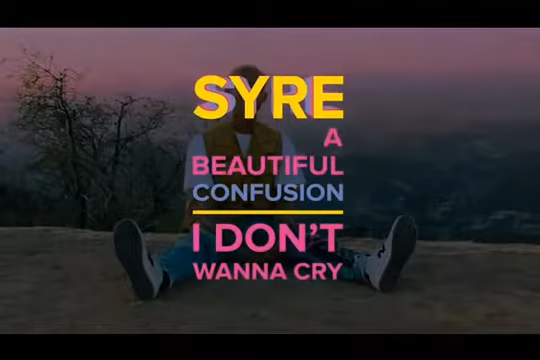 SYRE
A
BEAUTIFUL
CONFUSION
I DON'T
WANNA CRY